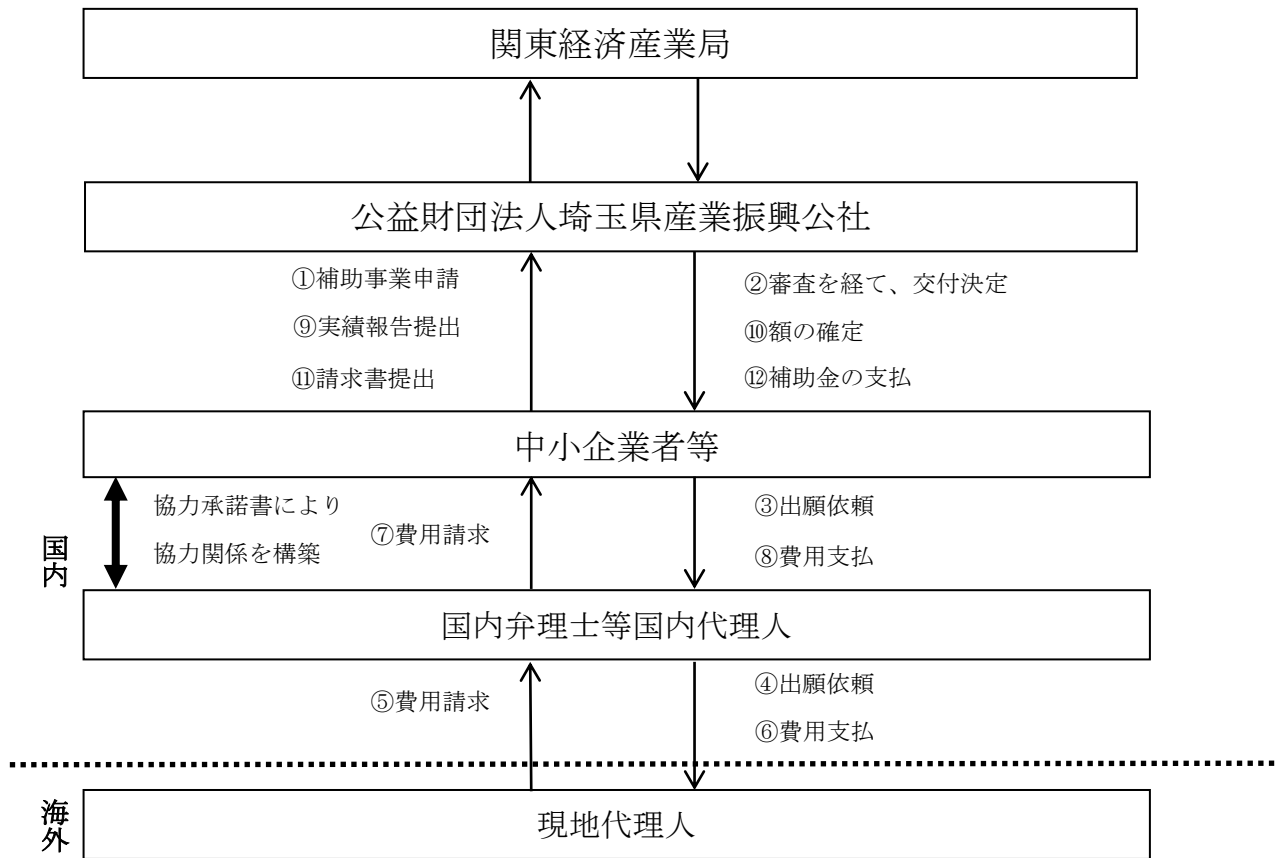 関東経済産業局
公益財団法人埼玉県産業振興公社
①補助事業申請
⑨実績報告提出
⑪請求書提出
②審査を経て、交付決定
⑩額の確定
⑫補助金の支払
中小企業者等
協力承諾書により
協力関係を構築
⑦費用請求
③出願依頼
⑧費用支払
国内
国内弁理士等国内代理人
⑤費用請求
④出願依頼
⑥費用支払
海外
現地代理人